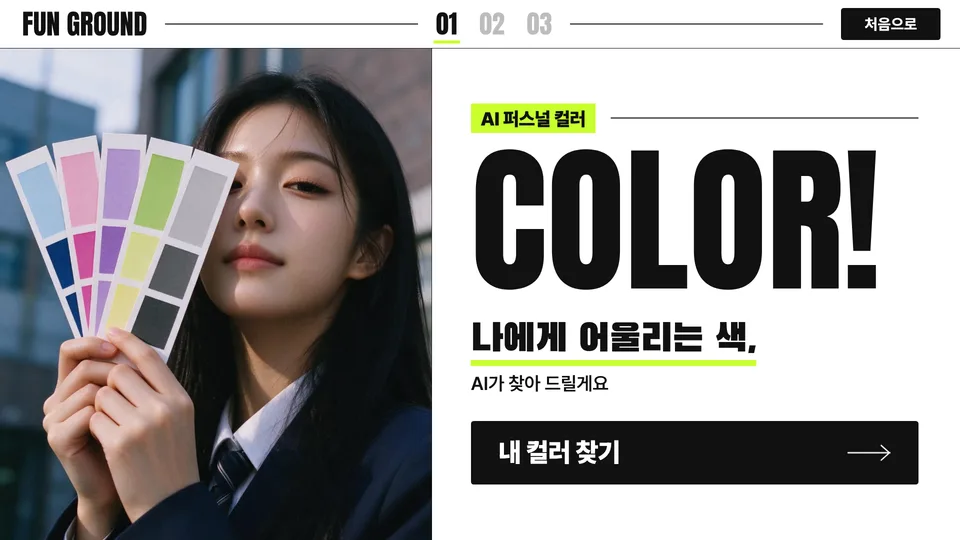 FUN GROUND
01 02 03
처음으로
AI 퍼스널 컬러
COLOR!
나에게 어울리는 색,
AI가 찾아 드릴게요
내 컬러 찾기